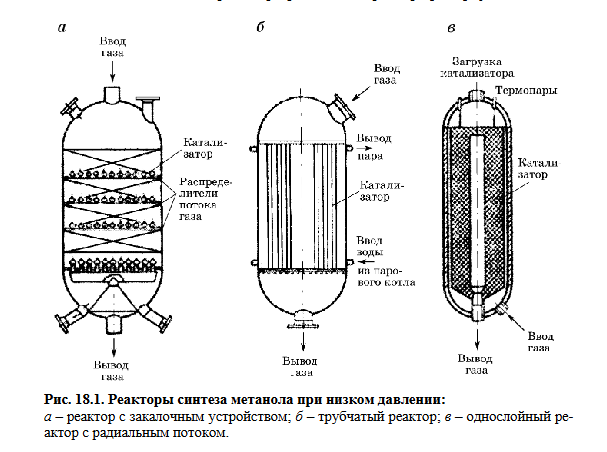 а
б
в
Ввод
газа
Катали-
затор
Распреде-
лители
потока
газа
Вывод
газа
Ввод
газа
Вывод
пара
Катали-
затор
Ввод
воды
из паро-
вого котла
Вывод
газа
Загрузка
катализатора
Термопары
Катали-
затор
Ввод
газа
Вывод
газа
Рис. 18.1. Реакторы синтеза метанола при низком давлении:
а – реактор с закалочным устройством; б – трубчатый реактор; в – однослойный ре-
актор с радиальным потоком.